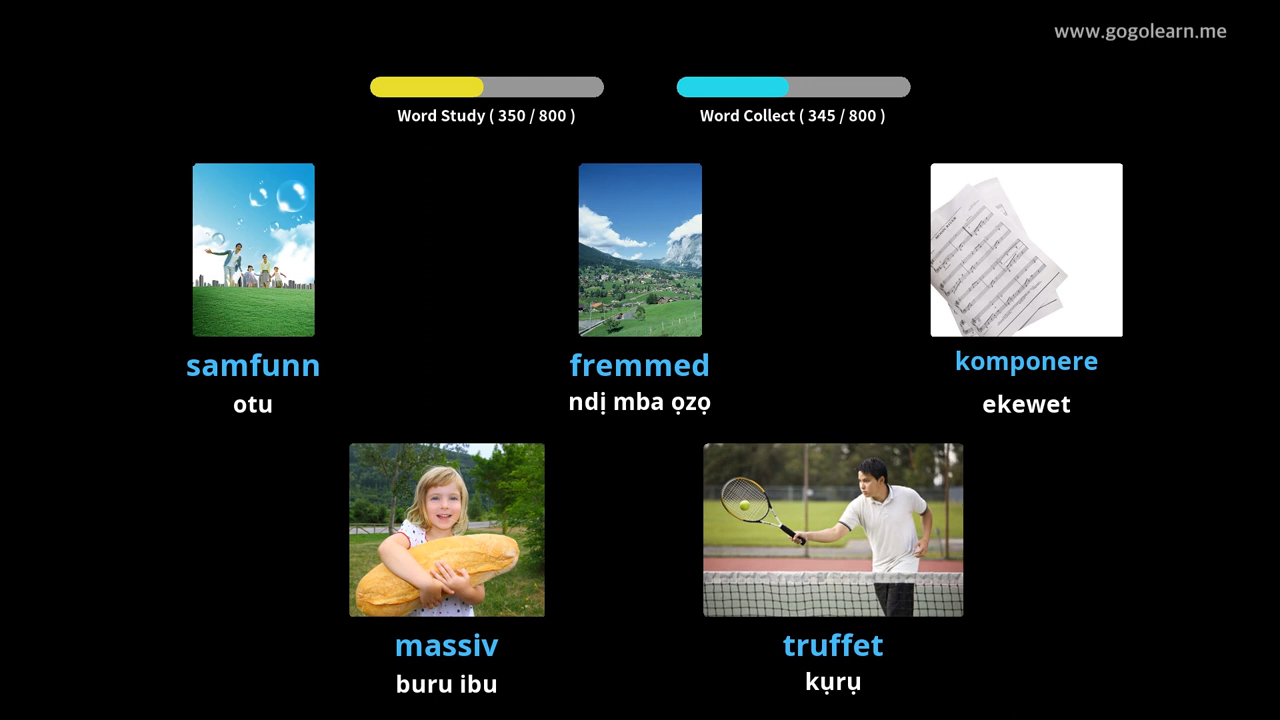 www.gogolearn.me
Word Study ( 350 / 800 )
Word Collect ( 345 / 800 )
samfunn
otu
fremmed
ndị mba ọzọ
komponere
ekewet
massiv
buru ibu
truffet
kụrụ